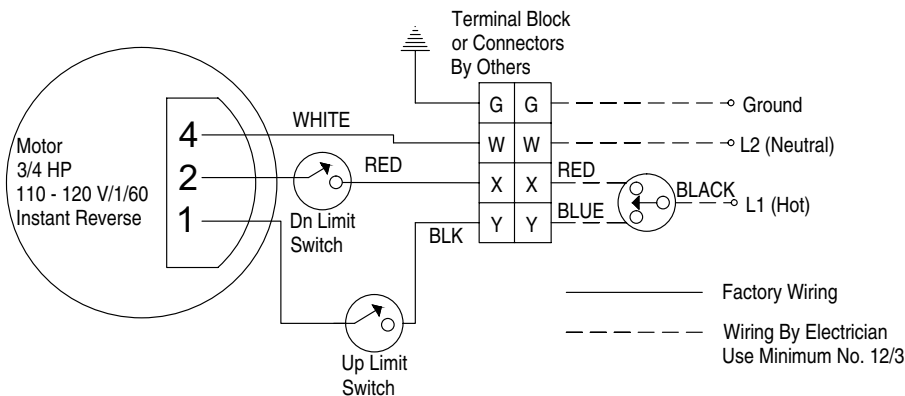 Terminal Block
or Connectors
By Others
G G
Ground
WHITE
W W
L2 (Neutral)
Motor
3/4 HP
110 - 120 V/1/60
Instant Reverse
4
2
1
RED
X X
RED
BLACK
L1 (Hot)
Dn Limit
Switch
BLK
Y Y
BLUE
Up Limit
Switch
Factory Wiring
Wiring By Electrician
Use Minimum No. 12/3